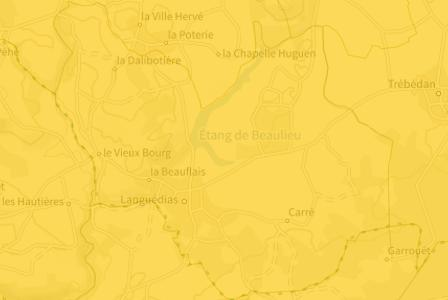 la Ville Hervé
la Poterie
la Chapelle Huguen
la Dalibotière
Trébédan
Étang de Beaulieu
le Vieux Bourg
la Beauflais
les Hautières
Languédias
Carré
Garrouët